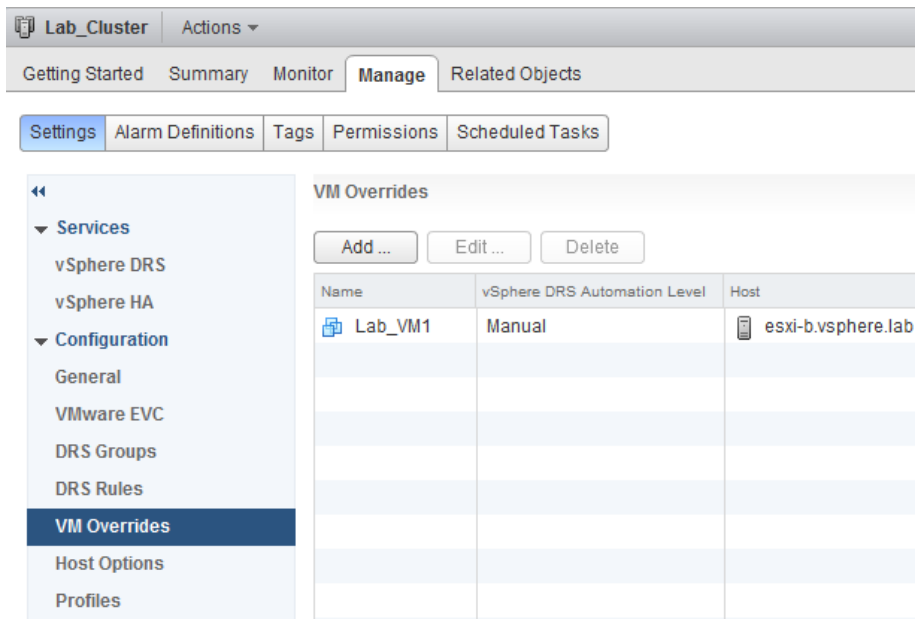 Lab_Cluster Actions
Getting Started Summary Monitor Manage Related Objects
Settings Alarm Definitions Tags Permissions Scheduled Tasks
VM Overrides
Services
vSphere DRS
vSphere HA
Configuration
General
VMware EVC
DRS Groups
DRS Rules
VM Overrides
Host Options
Profiles
Add ... Edit ... Delete
Name vSphere DRS Automation Level Host
Lab_VM1 Manual esxi-b.vsphere.lab